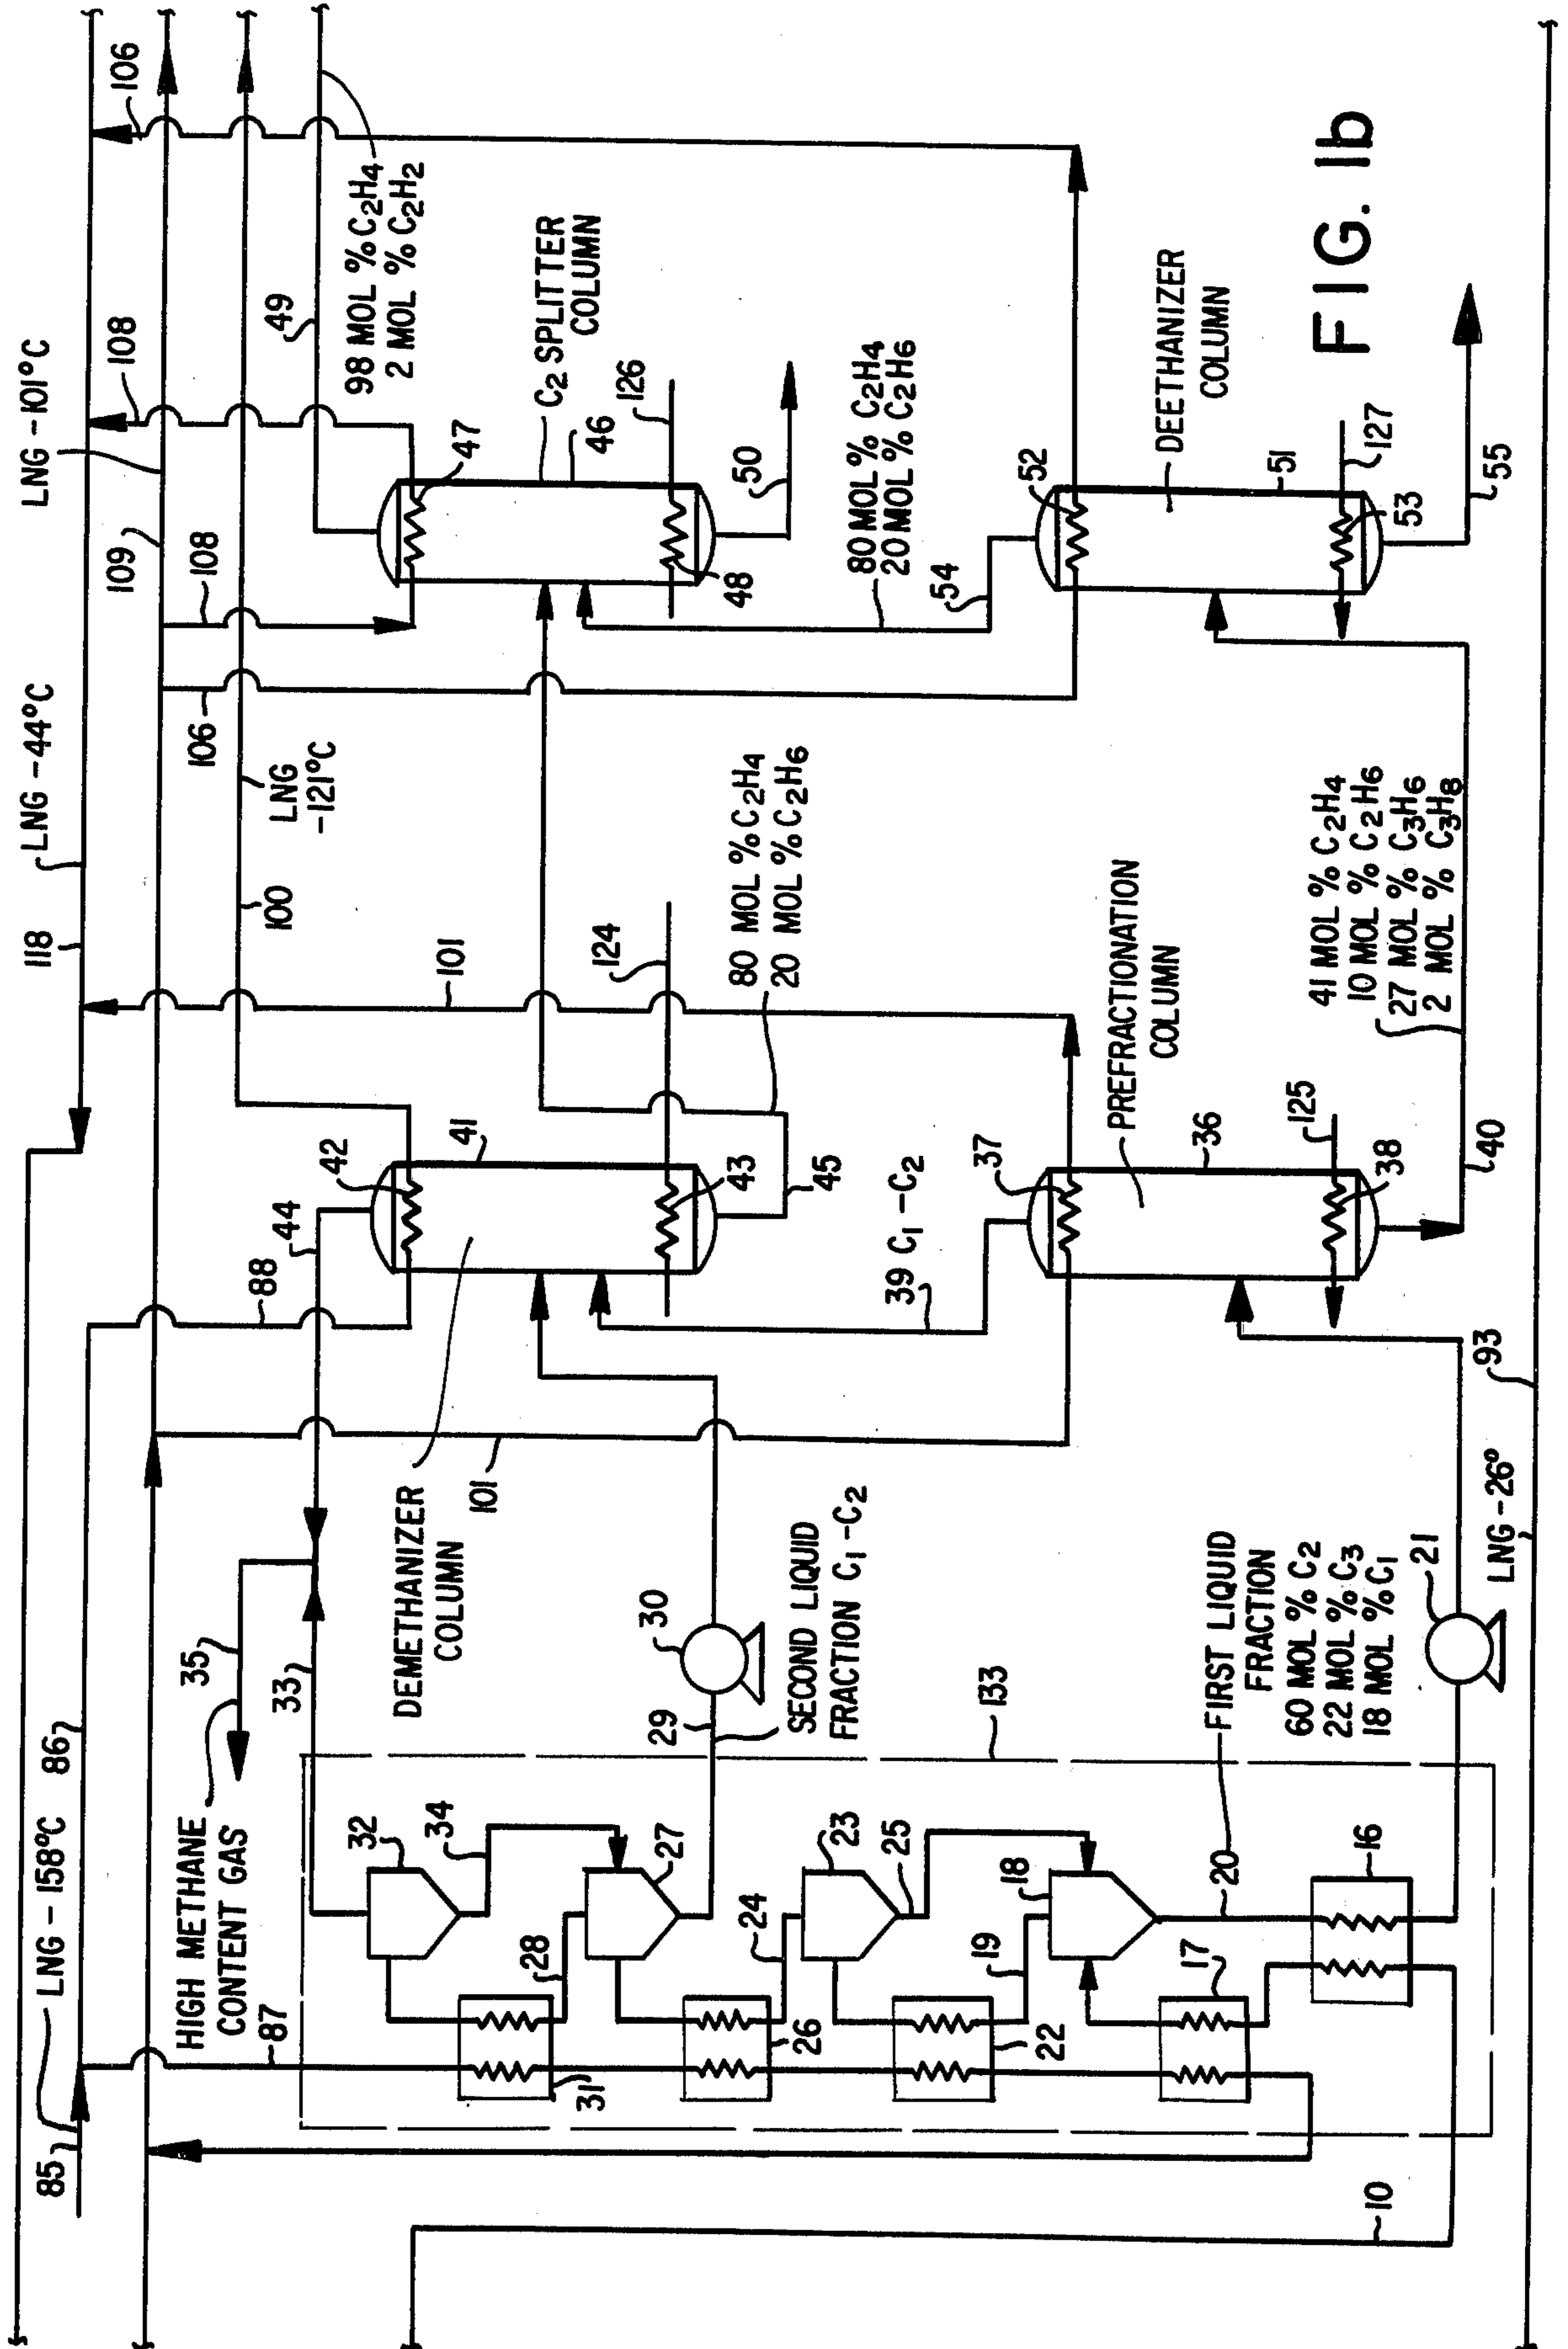 LNG -101°C
LNG -44°C
118
109
108
108
106
106
49
98 MOL % C2H4
2 MOL % C2H2
C2 SPLITTER
COLUMN
47
46
126
48
50
LNG
-121°C
100
101
124
80 MOL % C2H4
20 MOL % C2H6
80 MOL % C2H4
20 MOL % C2H6
54
52
DEETHANIZER
COLUMN
51
127
53
55
FIG. 1b
LNG -158°C
85
86
87
88
HIGH METHANE
CONTENT GAS
35
33
44
42
41
43
45
DEMETHANIZER
COLUMN
101
39 C1-C2
37
PREFRACTIONATION
COLUMN
36
125
38
40
41 MOL % C2H4
10 MOL % C2H6
27 MOL % C3H6
2 MOL % C3H8
32
34
31
28
27
29
30
SECOND LIQUID
FRACTION C1-C2
133
26
24
23
25
22
19
18
17
20
16
FIRST LIQUID
FRACTION
60 MOL % C2
22 MOL % C3
18 MOL % C1
21
LNG-26°
93
10